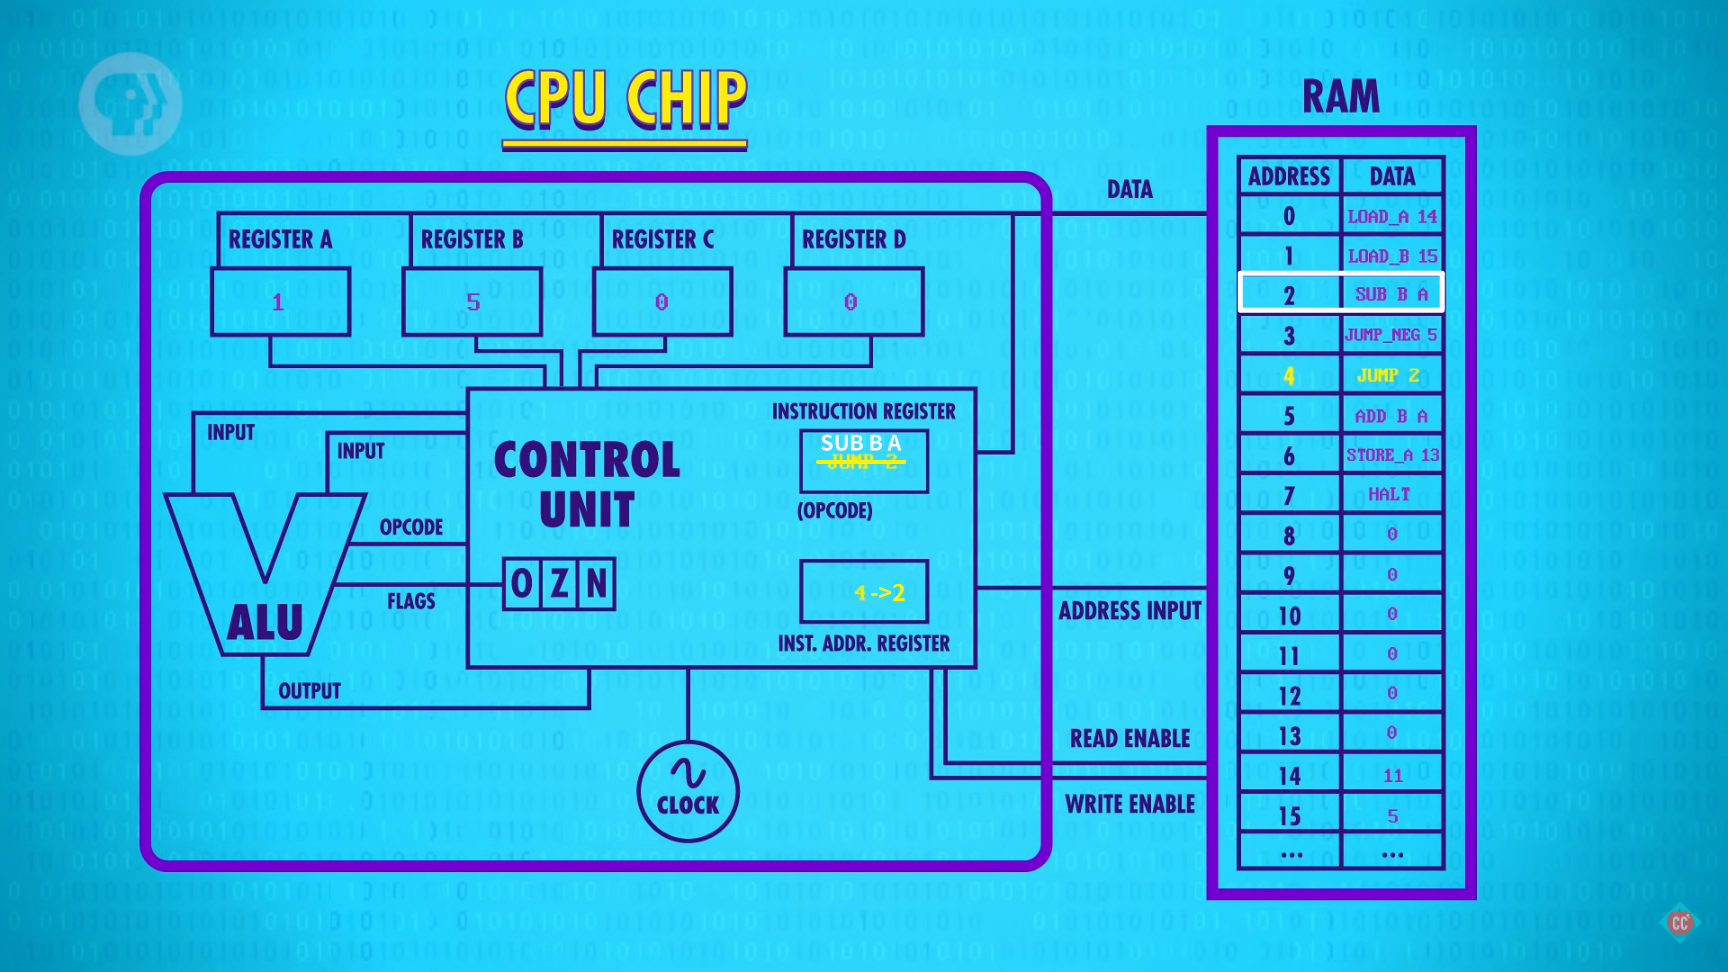 CPU CHIP
RAM
DATA
REGISTER A
REGISTER B
REGISTER C
REGISTER D
1
5
0
0
INPUT
INPUT
CONTROL
UNIT
INSTRUCTION REGISTER
SUB B A
JUMP 2
(OPCODE)
OPCODE
FLAGS
O Z N
4->2
INST. ADDR. REGISTER
ALU
OUTPUT
CLOCK
ADDRESS INPUT
READ ENABLE
WRITE ENABLE
ADDRESS DATA
0 LOAD_A 14
1 LOAD_B 15
2 SUB B A
3 JUMP_NEG 5
4 JUMP 2
5 ADD B A
6 STORE_A 13
7 HALT
8 0
9 0
10 0
11 0
12 0
13 0
14 11
15 5
... ...
CC